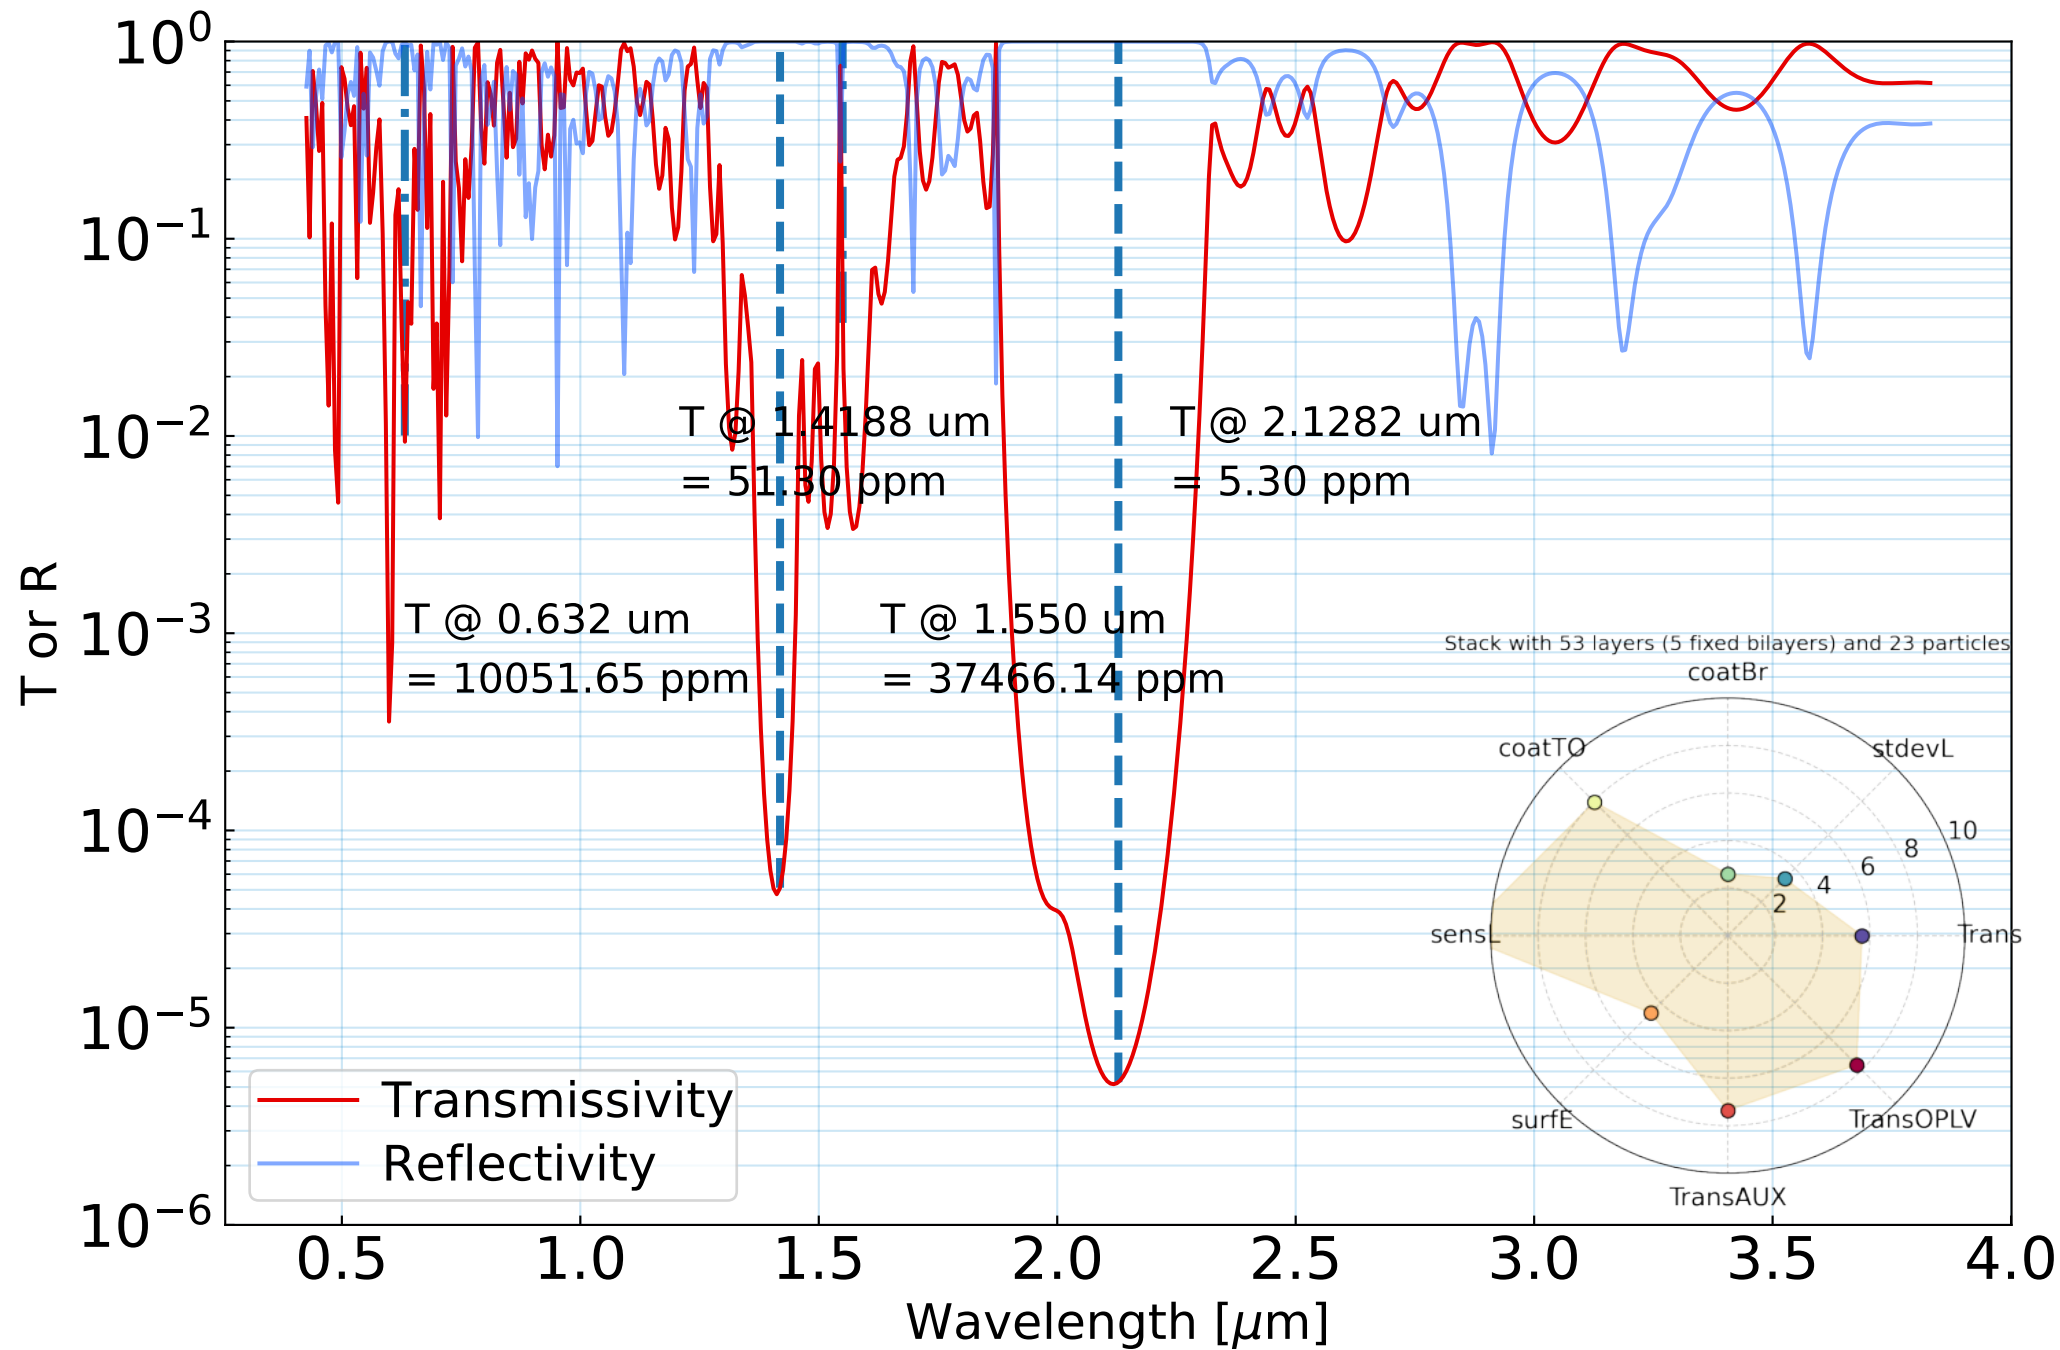 10⁰
10⁻¹
10⁻²
10⁻³
10⁻⁴
10⁻⁵
10⁻⁶
T or R
T @ 1.4188 um
= 51.30 ppm
T @ 2.1282 um
= 5.30 ppm
T @ 0.632 um
= 10051.65 ppm
T @ 1.550 um
= 37466.14 ppm
Stack with 53 layers (5 fixed bilayers) and 23 particles
coatBr
coatTO
stdevL
10
8
6
4
2
sensL
Trans
surfE
TransOPLV
TransAUX
Transmissivity
Reflectivity
0.5 1.0 1.5 2.0 2.5 3.0 3.5 4.0
Wavelength [μm]